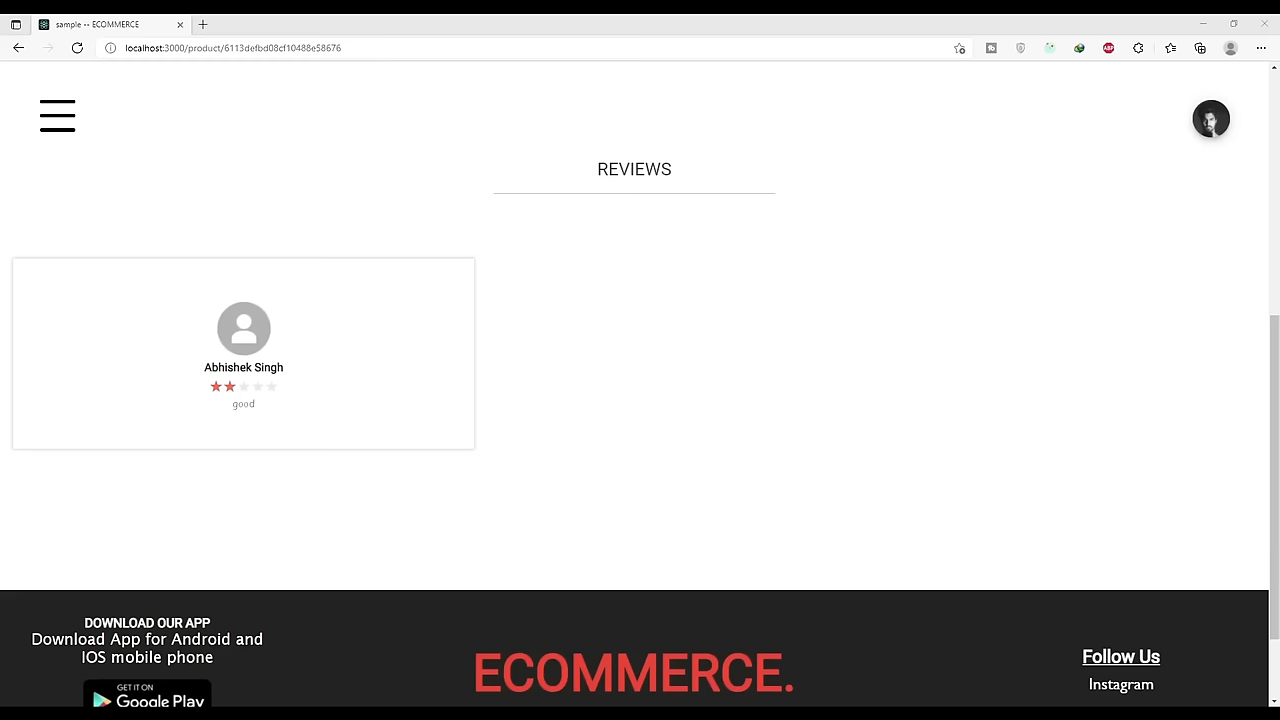 sample -- ECOMMERCE
localhost:3000/product/6113defbd08cf10488e58676
ABP
REVIEWS
Abhishek Singh
good
DOWNLOAD OUR APP
Download App for Android and
IOS mobile phone
GET IT ON
Google Play
ECOMMERCE.
Follow Us
Instagram